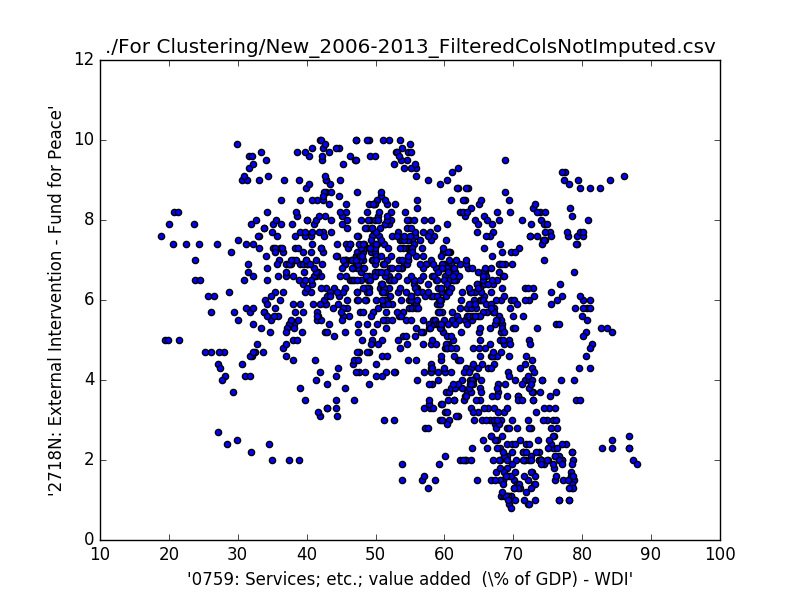 ./For Clustering/New_2006-2013_FilteredColsNotImputed.csv
12
10
8
6
4
2
0
'2718N: External Intervention - Fund for Peace'
10 20 30 40 50 60 70 80 90 100
'0759: Services; etc.; value added  (\% of GDP) - WDI'